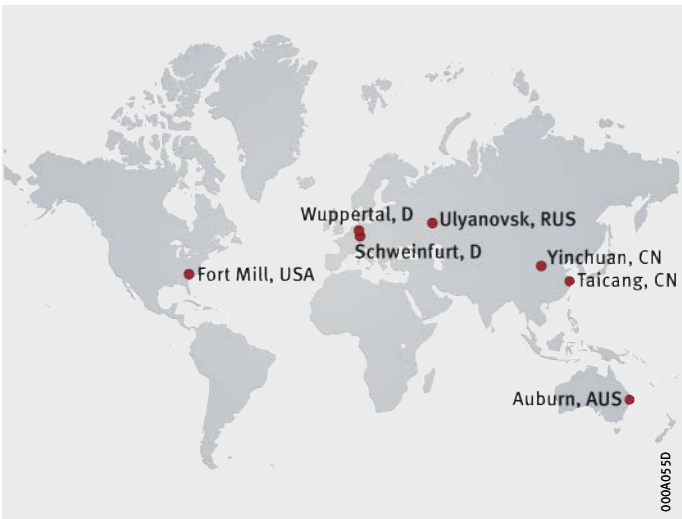 Wuppertal, D
Ulyanovsk, RUS
Schweinfurt, D
Yinchuan, CN
Fort Mill, USA
Taicang, CN
Auburn, AUS
000A055D